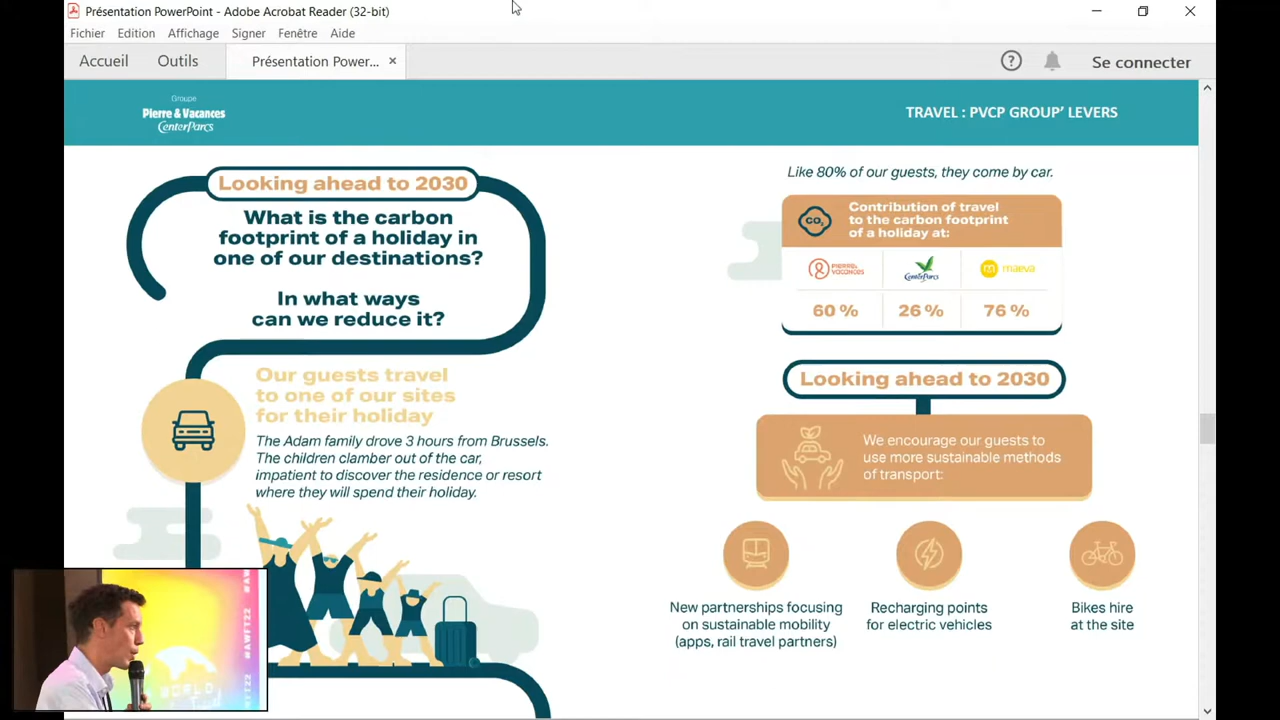 Présentation PowerPoint - Adobe Acrobat Reader (32-bit)
Fichier Edition Affichage Signer Fenêtre Aide
Accueil Outils Présentation Power... × Se connecter
Groupe
Pierre & Vacances
CenterParcs
TRAVEL : PVCP GROUP' LEVERS
Looking ahead to 2030
What is the carbon
footprint of a holiday in
one of our destinations?
In what ways
can we reduce it?
Our guests travel
to one of our sites
for their holiday
The Adam family drove 3 hours from Brussels.
The children clamber out of the car,
impatient to discover the residence or resort
where they will spend their holiday.
Like 80% of our guests, they come by car.
CO2
Contribution of travel
to the carbon footprint
of a holiday at:
PIERRE & VACANCES CenterParcs maeva
60 % 26 % 76 %
Looking ahead to 2030
We encourage our guests to
use more sustainable methods
of transport:
New partnerships focusing
on sustainable mobility
(apps, rail travel partners)
Recharging points
for electric vehicles
Bikes hire
at the site
#AWFT22
WORLD